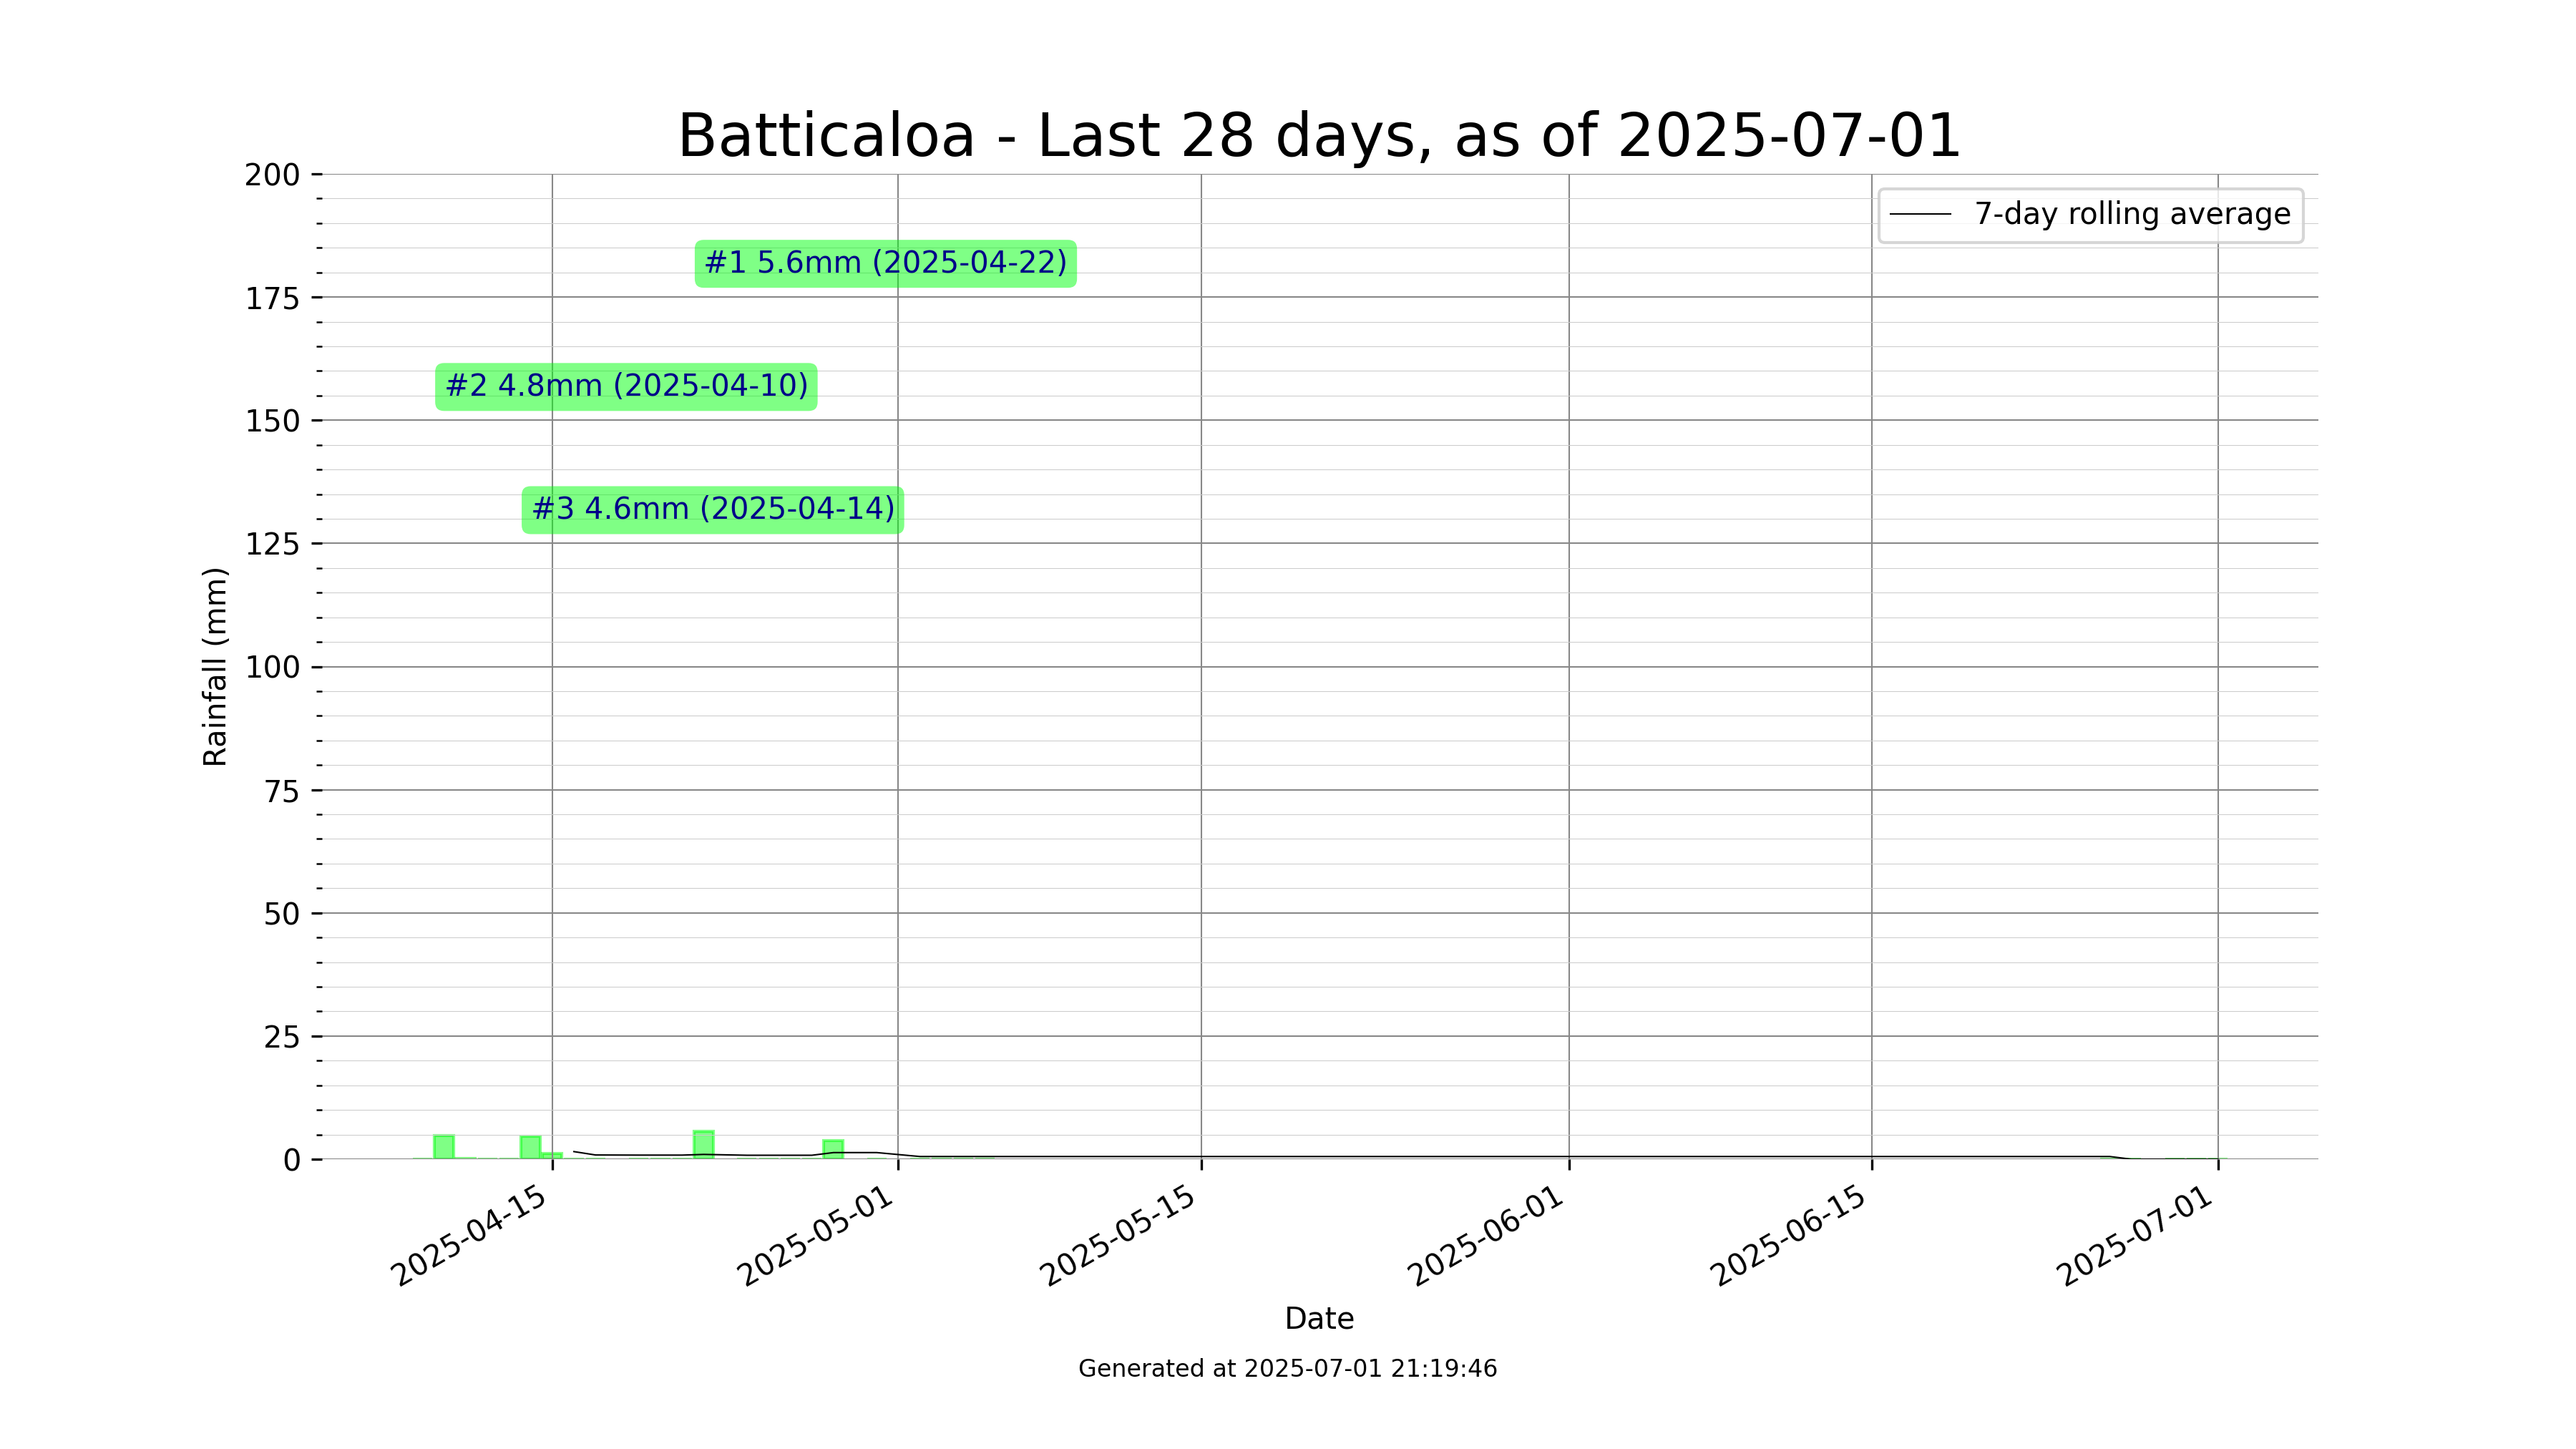 Batticaloa - Last 28 days, as of 2025-07-01
7-day rolling average
#1 5.6mm (2025-04-22)
#2 4.8mm (2025-04-10)
#3 4.6mm (2025-04-14)
Rainfall (mm)
200
175
150
125
100
75
50
25
0
2025-04-15
2025-05-01
2025-05-15
2025-06-01
2025-06-15
2025-07-01
Date
Generated at 2025-07-01 21:19:46